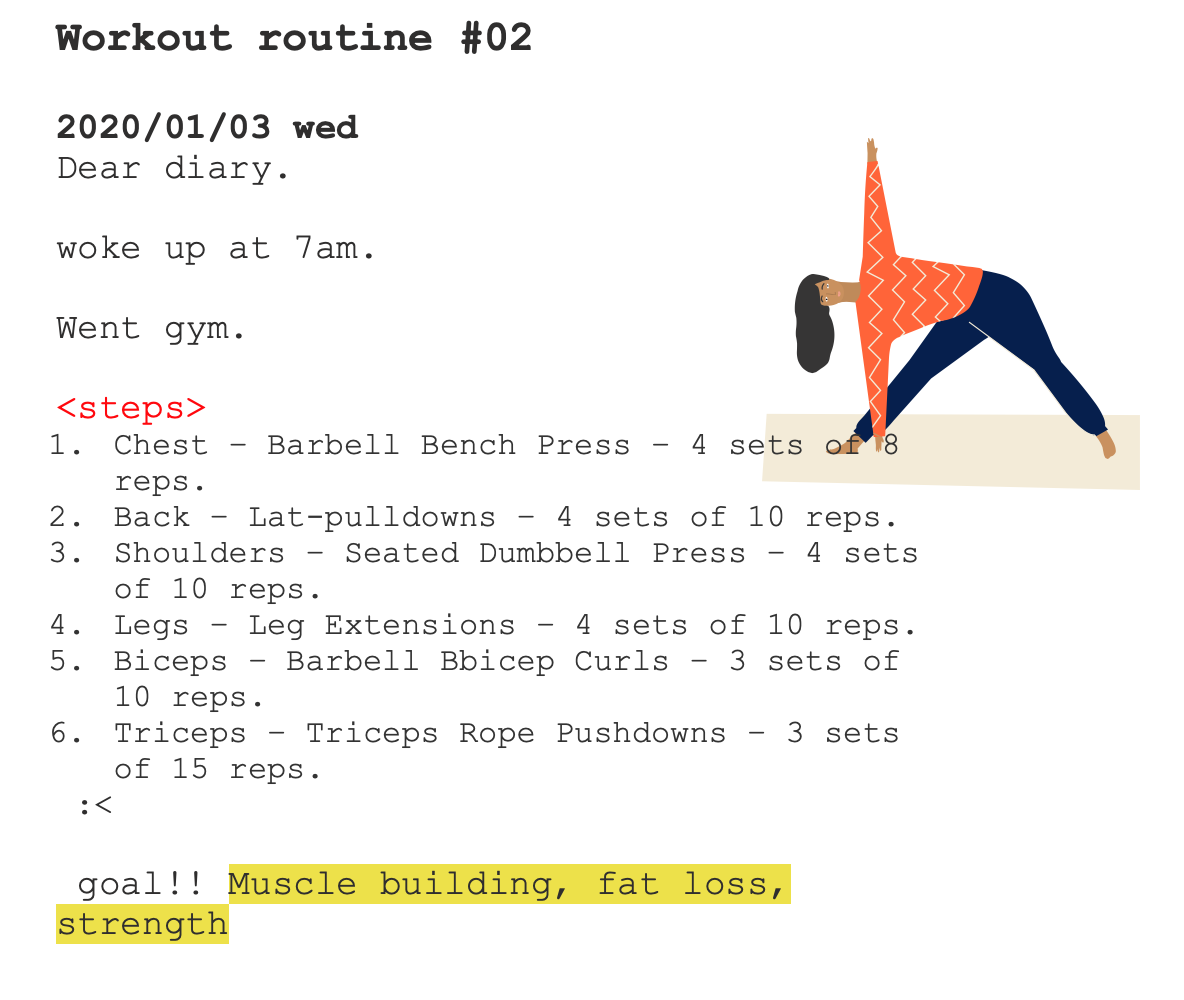 Workout routine #02
2020/01/03 wed
Dear diary.
woke up at 7am.
Went gym.
<steps>
1. Chest – Barbell Bench Press – 4 sets of 8
reps.
2. Back – Lat-pulldowns – 4 sets of 10 reps.
3. Shoulders – Seated Dumbbell Press – 4 sets
of 10 reps.
4. Legs – Leg Extensions – 4 sets of 10 reps.
5. Biceps – Barbell Bbicep Curls – 3 sets of
10 reps.
6. Triceps – Triceps Rope Pushdowns – 3 sets
of 15 reps.
:<
goal!! Muscle building, fat loss,
strength